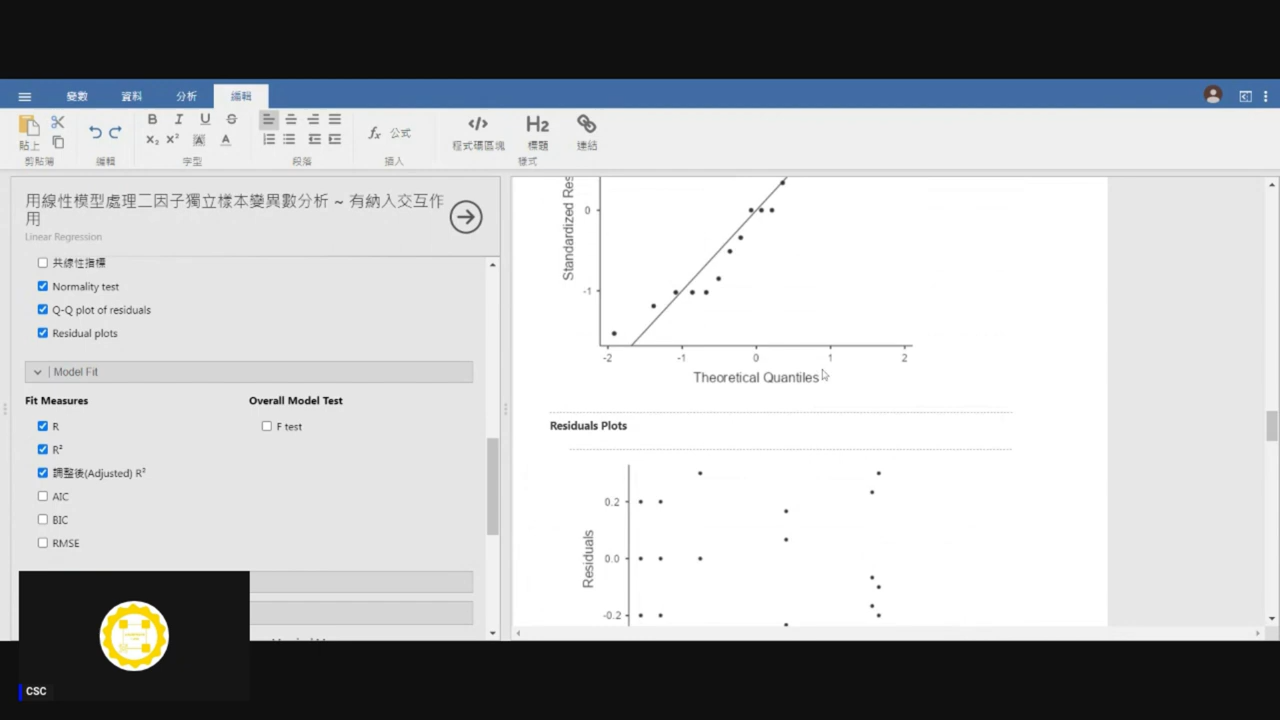 變數
資料
分析
編輯
B I U S
H2
貼上
X₂ X² A A
fx 公式
程式碼區塊
標題
連結
剪貼簿
編輯
字型
段落
插入
樣式
用線性模型處理二因子獨立樣本變異數分析 ~ 有納入交互作
用
Linear Regression
共線性指標
Normality test
Q-Q plot of residuals
Residual plots
Model Fit
Fit Measures
Overall Model Test
R
F test
R²
調整後(Adjusted) R²
AIC
BIC
RMSE
CSC
Standardized Res
0
-1
-2 -1 0 1 2
Theoretical Quantiles
Residuals Plots
Residuals
0.2
0.0
-0.2